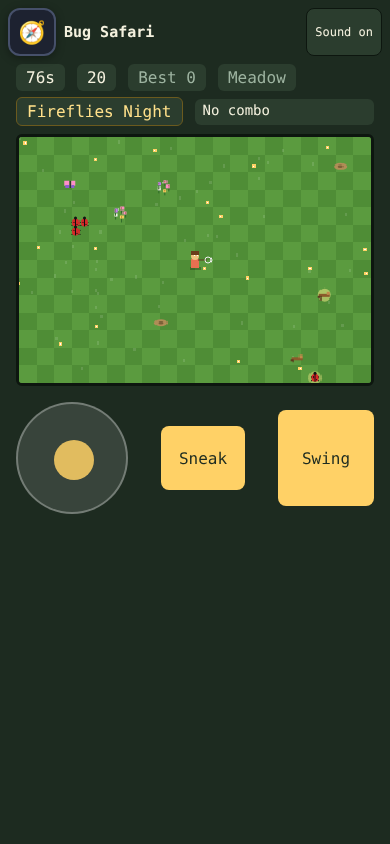 Bug Safari
Sound on
76s 20 Best 0 Meadow
Fireflies Night No combo
Sneak Swing